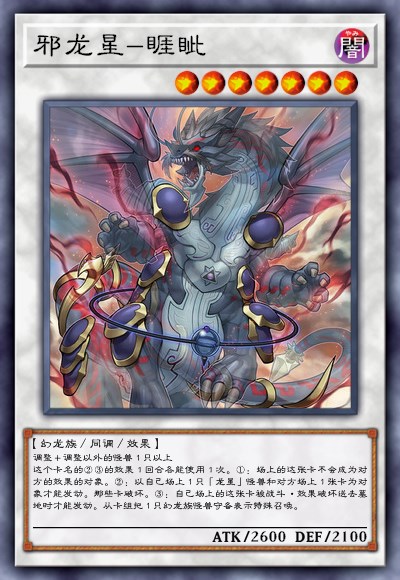 邪龙星-睚眦
やみ
闇
【幻龙族/同调/效果】
调整+调整以外的怪兽1只以上
这个卡名的②③的效果1回合各能使用1次。①:场上的这张卡不会成为对
方的效果的对象。②:以自己场上1只「龙星」怪兽和对方场上1张卡为对
象才能发动。那些卡破坏。③:自己场上的这张卡被战斗·效果破坏送去墓
地时才能发动。从卡组把1只幻龙族怪兽守备表示特殊召唤。
ATK/2600 DEF/2100